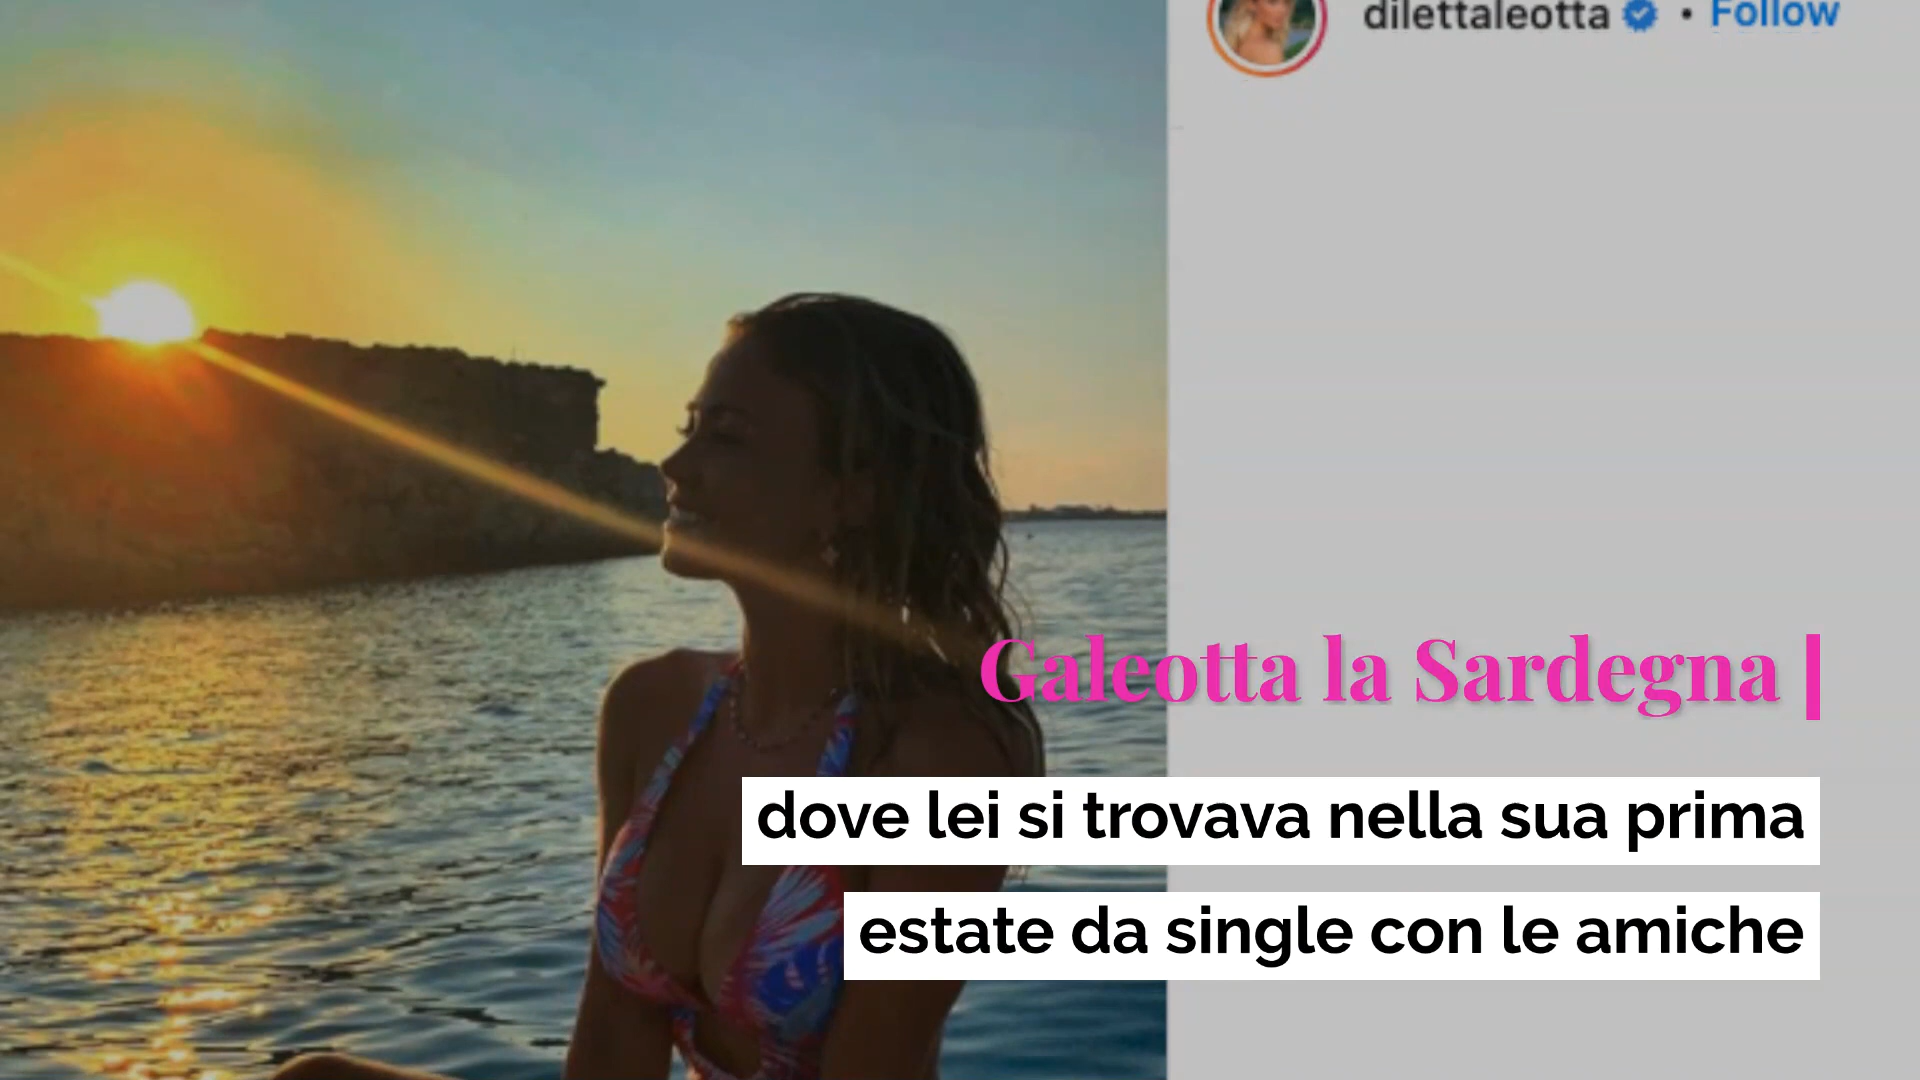 dilettaleotta • Follow
Galeotta la Sardegna
dove lei si trovava nella sua prima
estate da single con le amiche